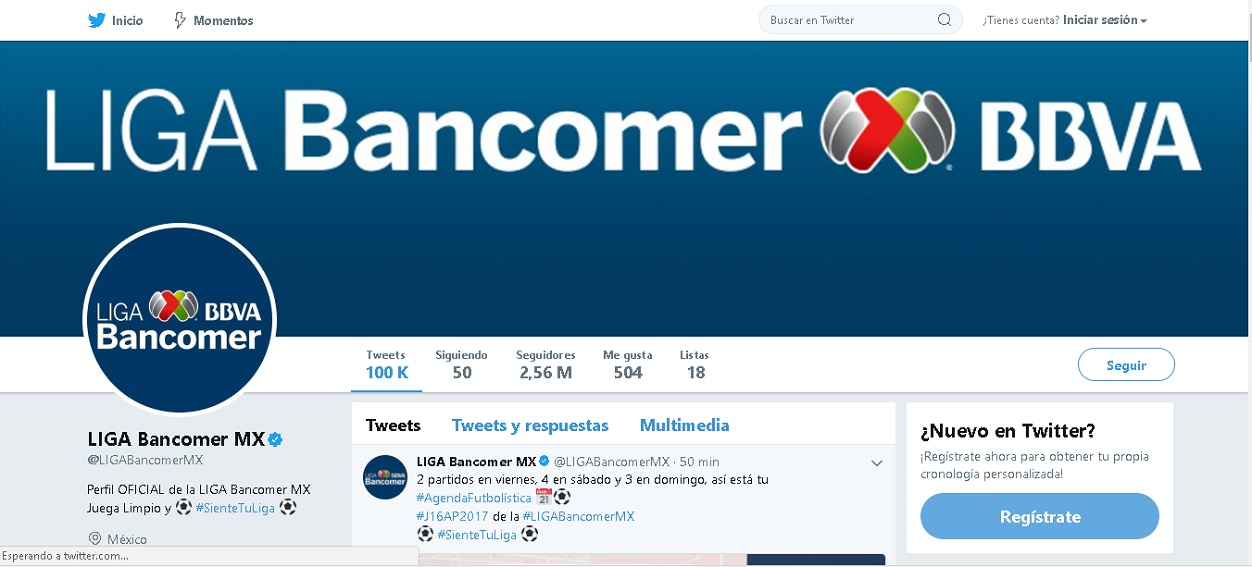 Inicio
Momentos
Buscar en Twitter
¿Tienes cuenta? Iniciar sesión
LIGA Bancomer BBVA
LIGA BBVA
Bancomer
Tweets
100 K
Siguiendo
50
Seguidores
2,56 M
Me gusta
504
Listas
18
Seguir
LIGA Bancomer MX
@LIGABancomerMX
Perfil OFICIAL de la LIGA Bancomer MX
Juega Limpio y ⚽ #SienteTuLiga ⚽
México
Esperando a twitter.com...
Tweets
Tweets y respuestas
Multimedia
LIGA BBVA
Bancomer
LIGA Bancomer MX @LIGABancomerMX · 50 min
2 partidos en viernes, 4 en sábado y 3 en domingo, así está tu
#AgendaFutbolística 📅⚽
#J16AP2017 de la #LIGABancomerMX
⚽ #SienteTuLiga ⚽
¿Nuevo en Twitter?
¡Regístrate ahora para obtener tu propia
cronología personalizada!
Regístrate